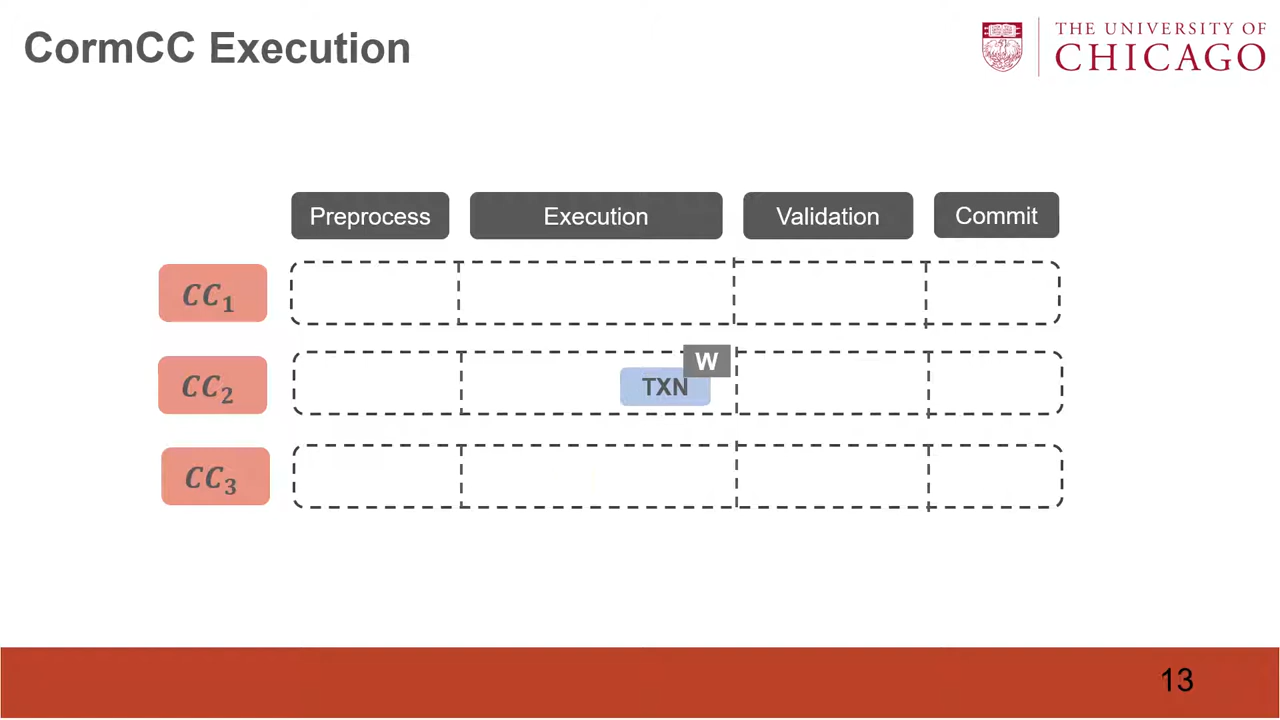 CormCC Execution
THE UNIVERSITY OF
CHICAGO
Preprocess Execution Validation Commit
CC₁
W
CC₂ TXN
CC₃
13